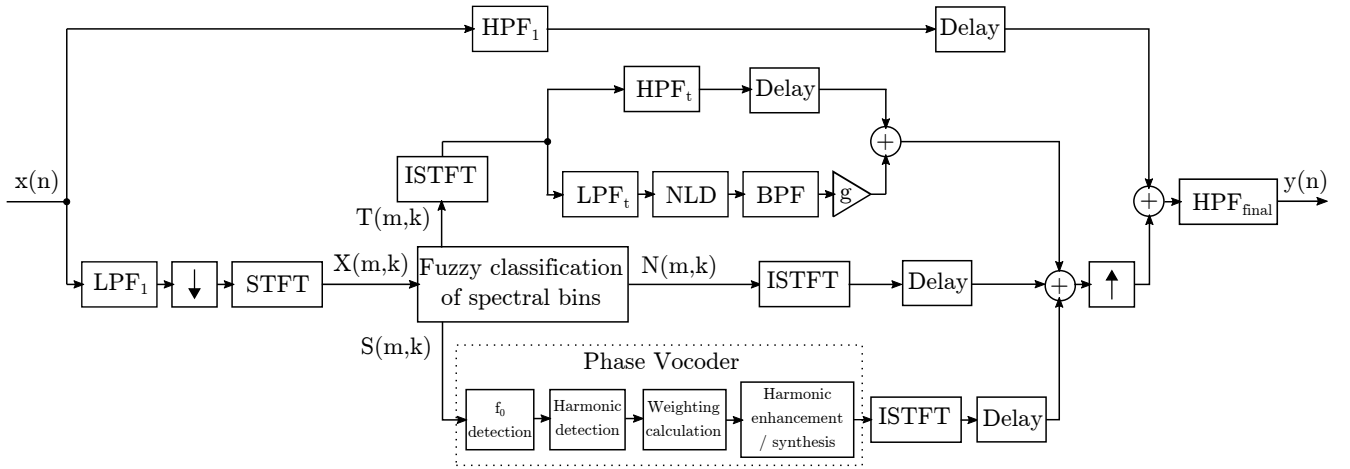 HPF₁
Delay
HPFₜ
Delay
+
x(n)
ISTFT
LPFₜ
NLD
BPF
g
+
HPF_final
y(n)
T(m,k)
LPF₁
STFT
X(m,k)
Fuzzy classification
of spectral bins
N(m,k)
ISTFT
Delay
+
S(m,k)
Phase Vocoder
f₀
detection
Harmonic
detection
Weighting
calculation
Harmonic
enhancement
/ synthesis
ISTFT
Delay